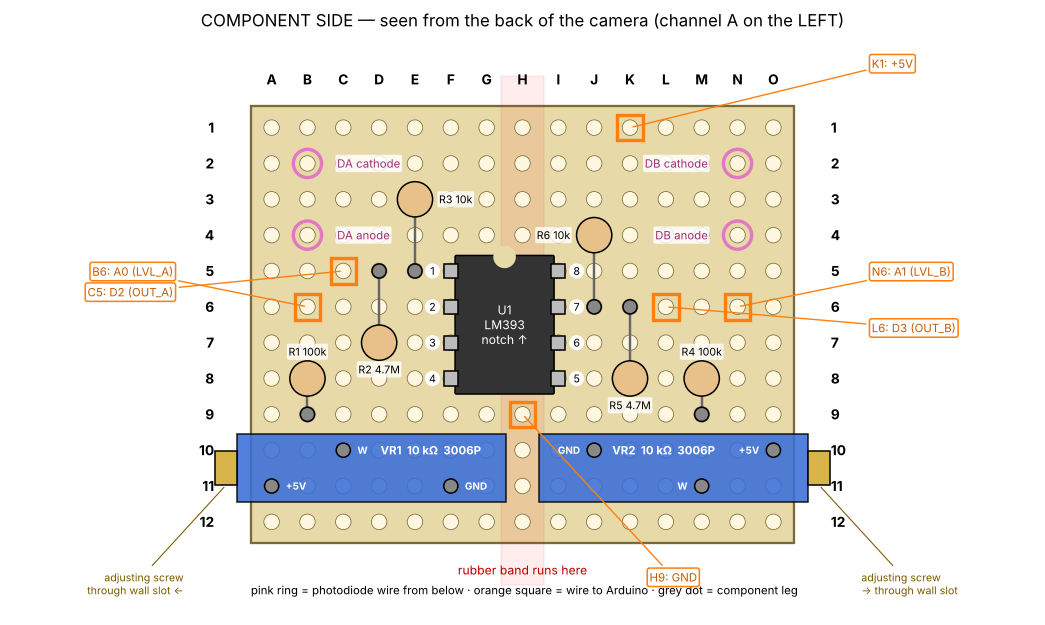 COMPONENT SIDE — seen from the back of the camera (channel A on the LEFT)
K1: +5V
A B C D E F G H I J K L M N O
1 1
2 DA cathode DB cathode 2
3 R3 10k 3
4 DA anode R6 10k DB anode 4
B6: A0 (LVL_A) 5 1 8 5 N6: A1 (LVL_B)
C5: D2 (OUT_A)
6 2 U1 7 6
LM393
L6: D3 (OUT_B)
7 3 notch ↑ 6 7
R1 100k R4 100k
R2 4.7M
8 4 5 8
R5 4.7M
9 9
10 W VR1 10 kΩ 3006P GND VR2 10 kΩ 3006P +5V 10
11 +5V GND W 11
12 12
rubber band runs here
adjusting screw H9: GND adjusting screw
through wall slot ← → through wall slot
pink ring = photodiode wire from below · orange square = wire to Arduino · grey dot = component leg